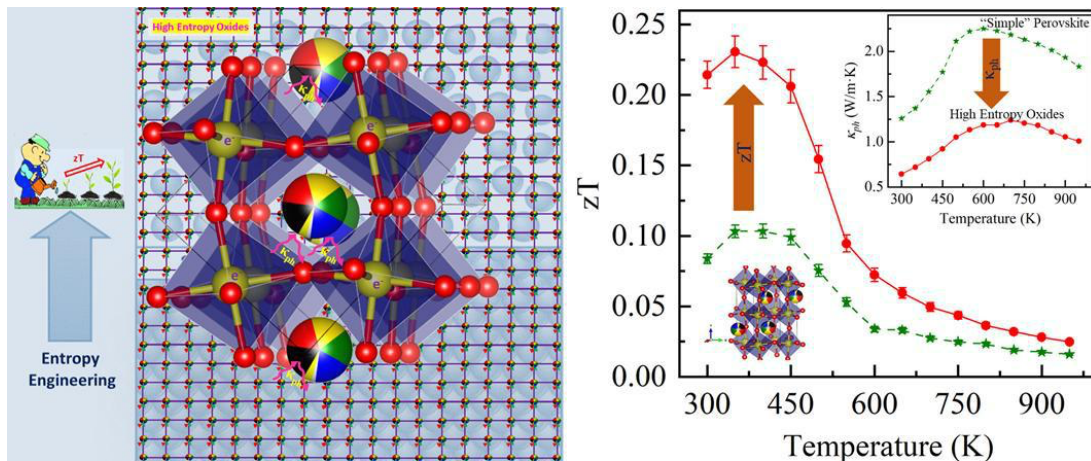 High Entropy Oxides
κph
e-
e-
zT
κph
κph
e-
e-
κph
Entropy
Engineering
zT
0.25
0.20
0.15
0.10
0.05
0.00
300
450
600
750
900
Temperature (K)
zT
κph (W/m·K)
2.5
2.0
1.5
1.0
0.5
300 450 600 750 900
Temperature (K)
"Simple" Perovskite
Kph
High Entropy Oxides